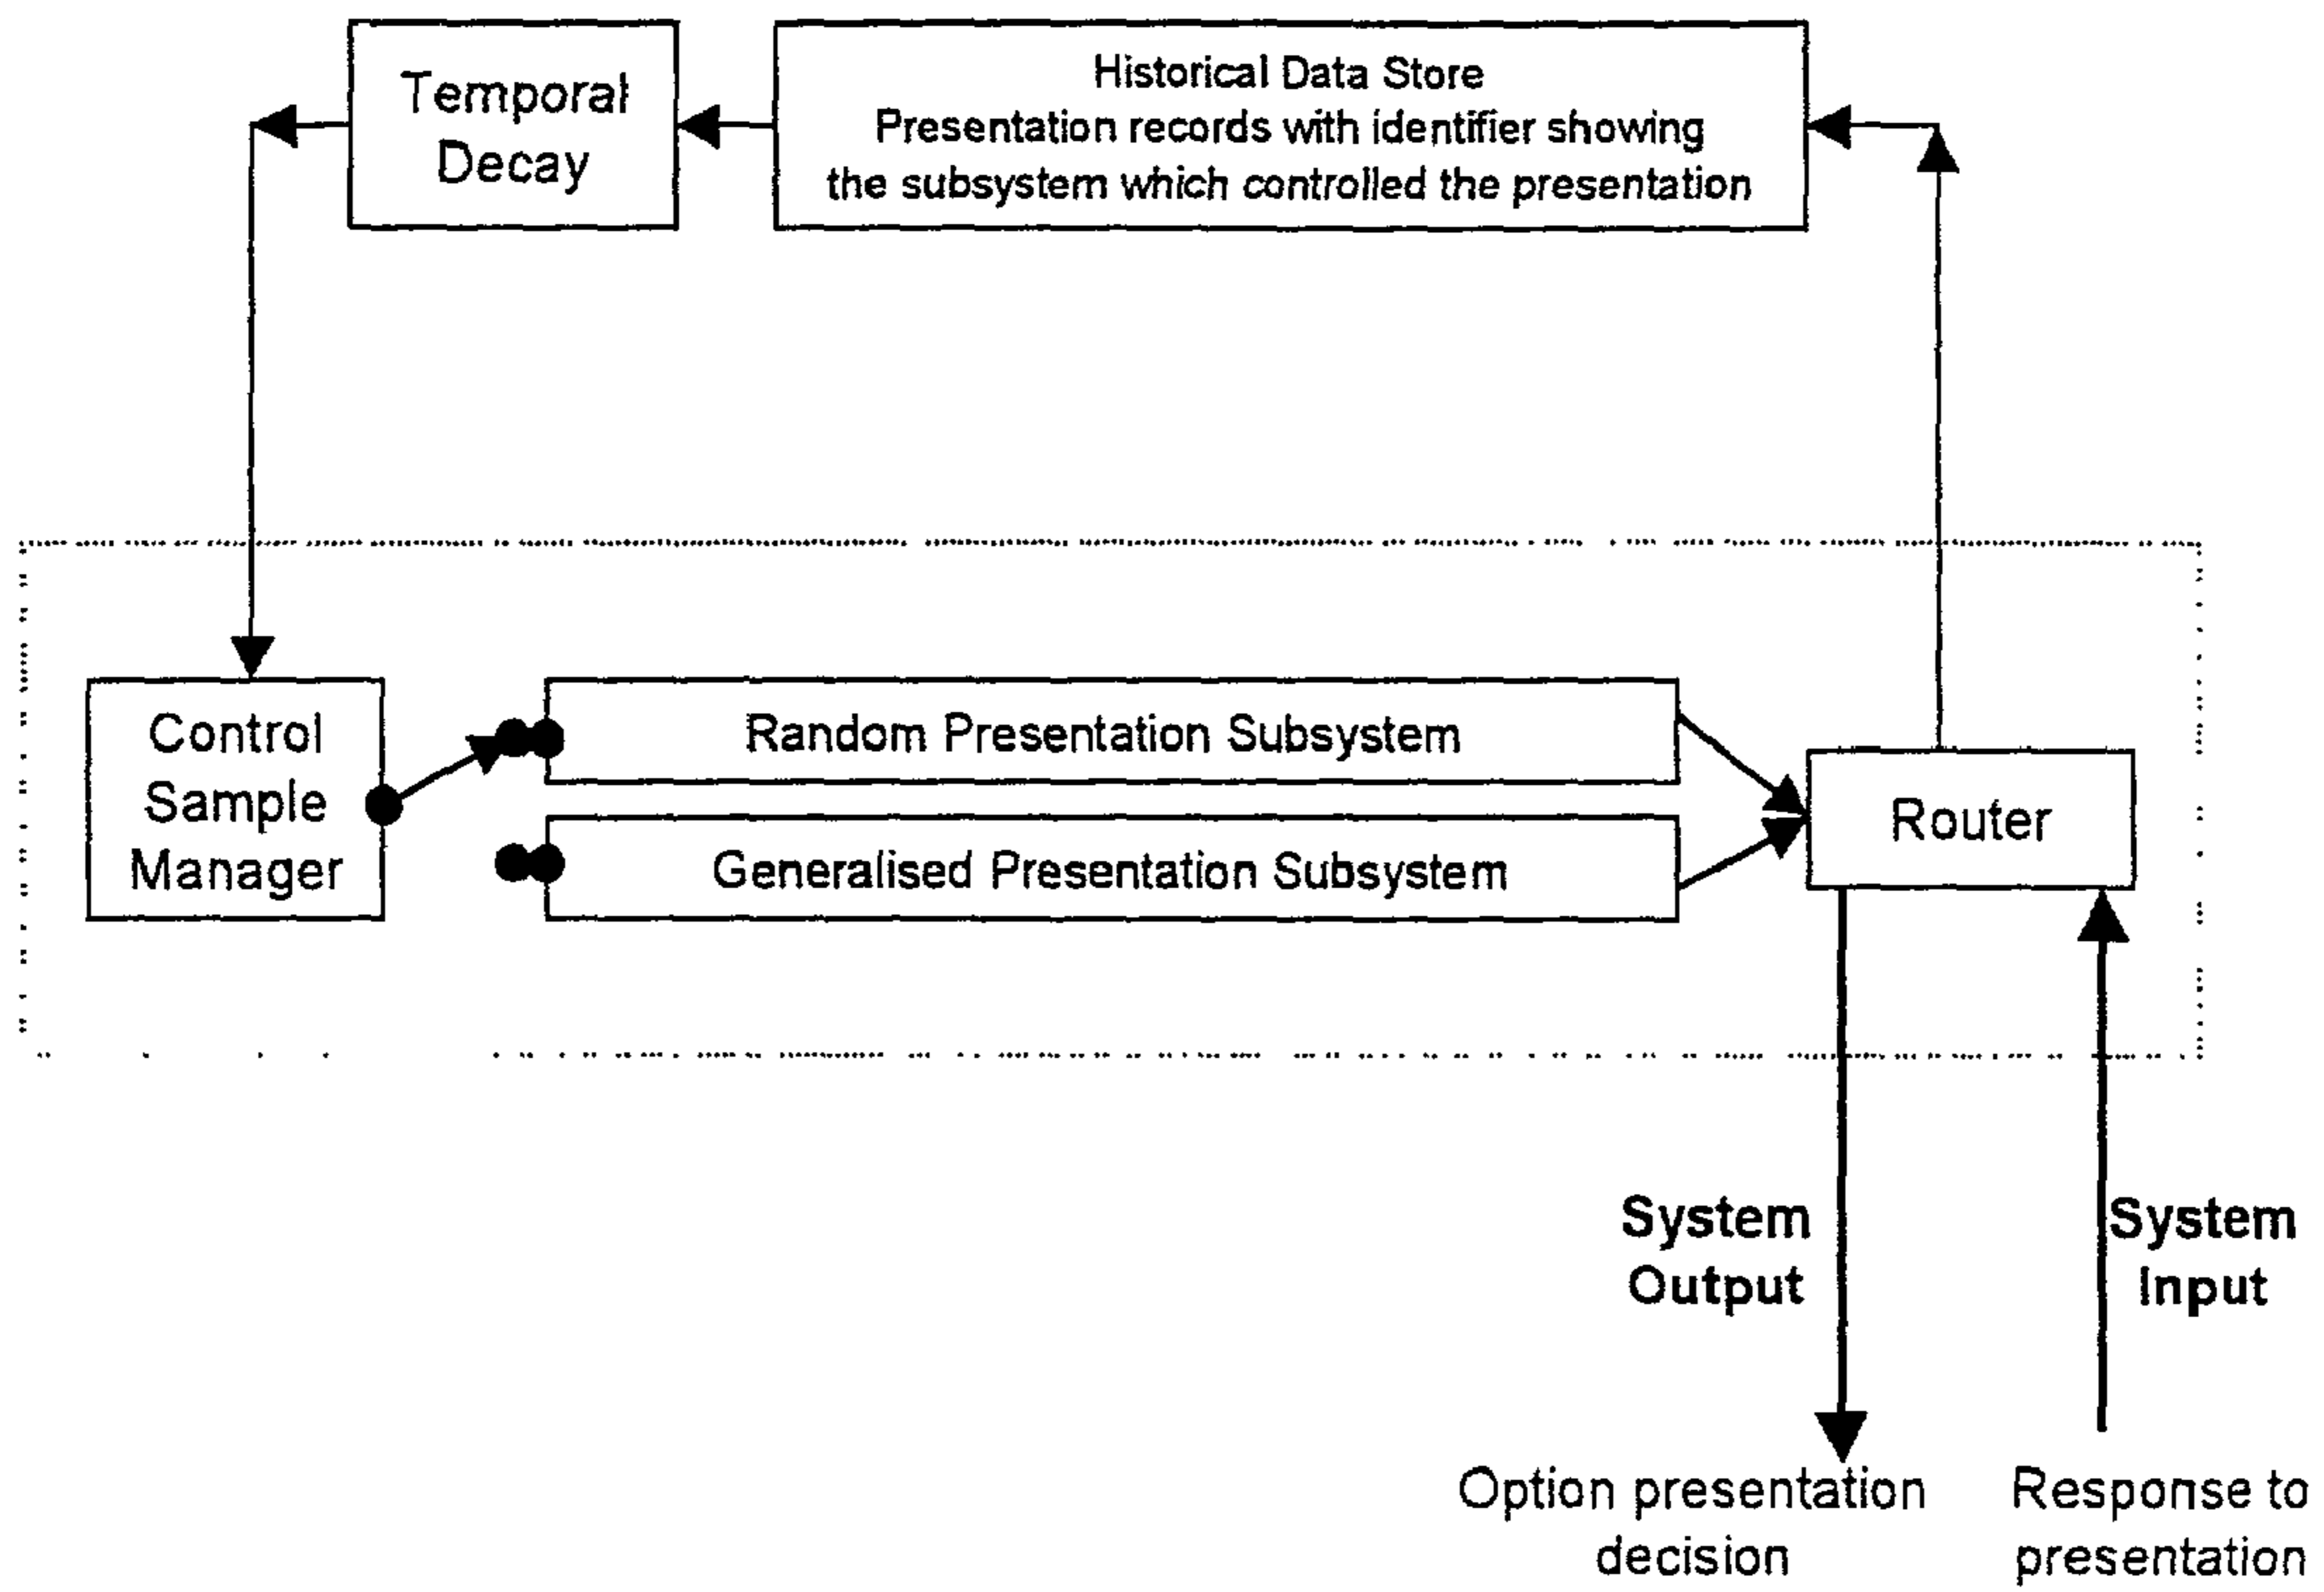 Temporal
Decay
Historical Data Store
Presentation records with identifier showing
the subsystem which controlled the presentation
Control
Sample
Manager
Random Presentation Subsystem
Generalised Presentation Subsystem
Router
System
Output
System
Input
Option presentation
decision
Response to
presentation